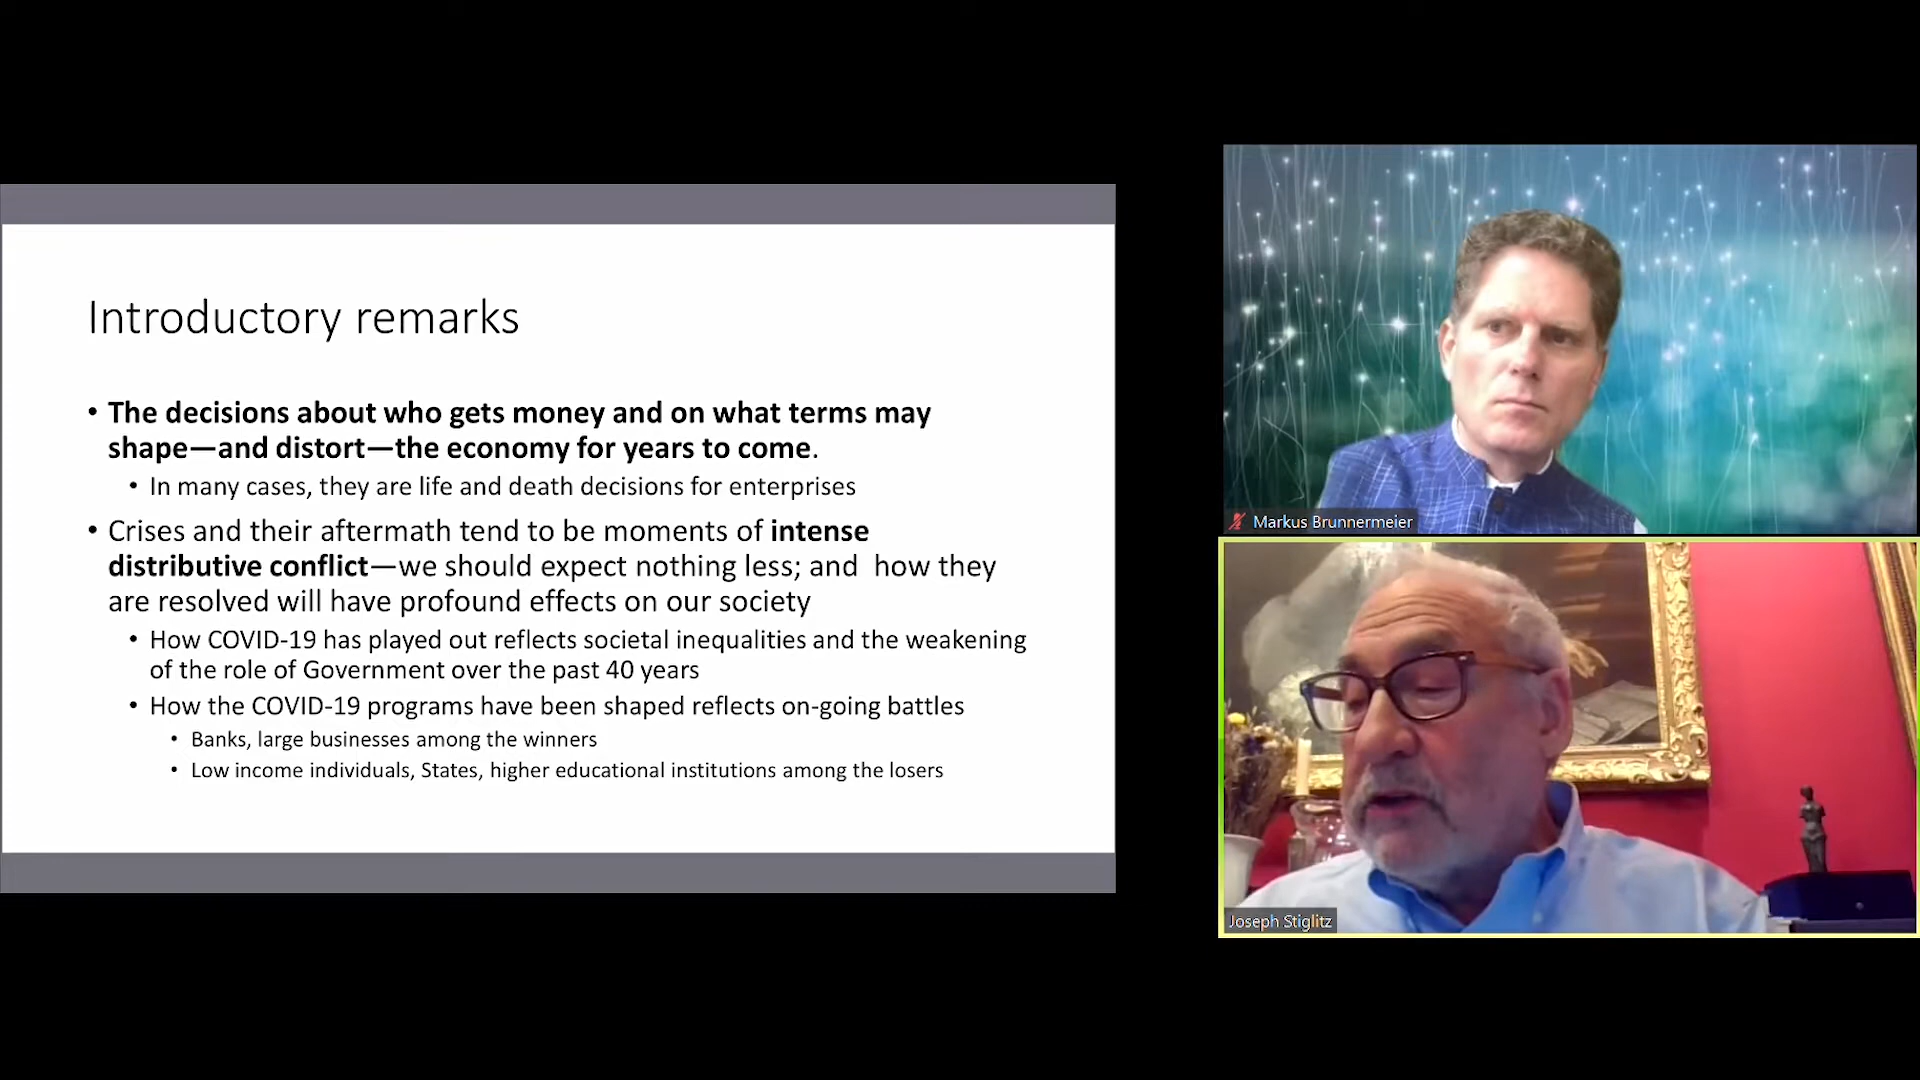 Introductory remarks
• The decisions about who gets money and on what terms may
shape—and distort—the economy for years to come.
• In many cases, they are life and death decisions for enterprises
• Crises and their aftermath tend to be moments of intense
distributive conflict—we should expect nothing less; and  how they
are resolved will have profound effects on our society
• How COVID-19 has played out reflects societal inequalities and the weakening
of the role of Government over the past 40 years
• How the COVID-19 programs have been shaped reflects on-going battles
• Banks, large businesses among the winners
• Low income individuals, States, higher educational institutions among the losers
Markus Brunnermeier
Joseph Stiglitz